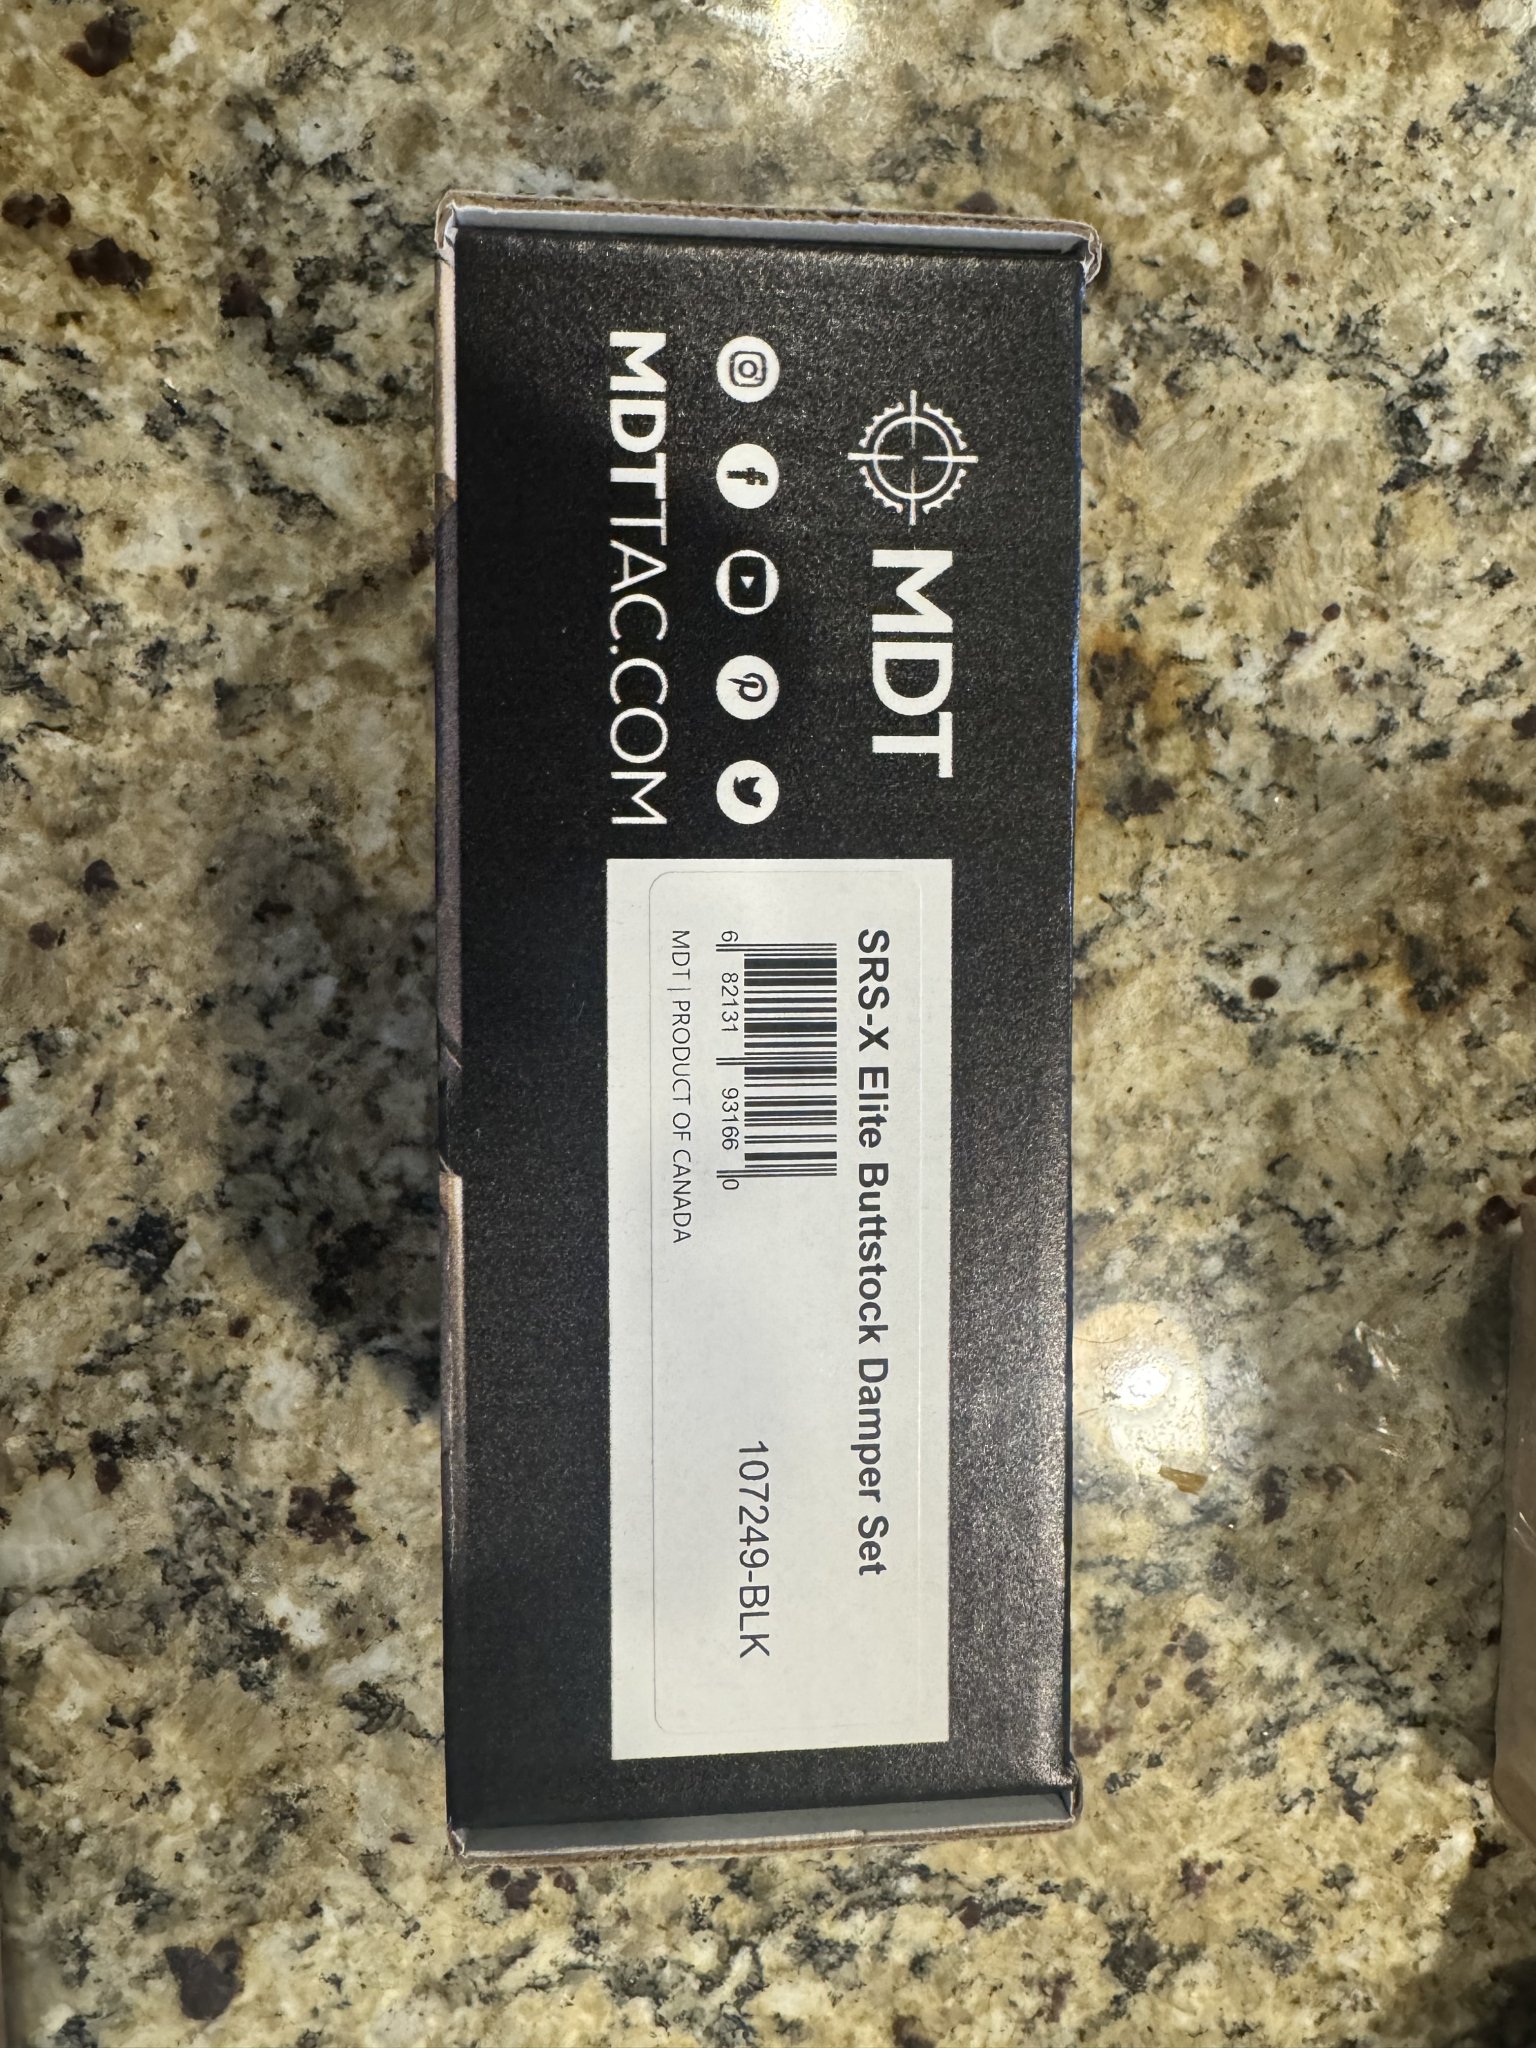 MDT
MDTTAC.COM
SRS-X Elite Buttstock Damper Set
6 82131 93166 0
107249-BLK
MDT | PRODUCT OF CANADA